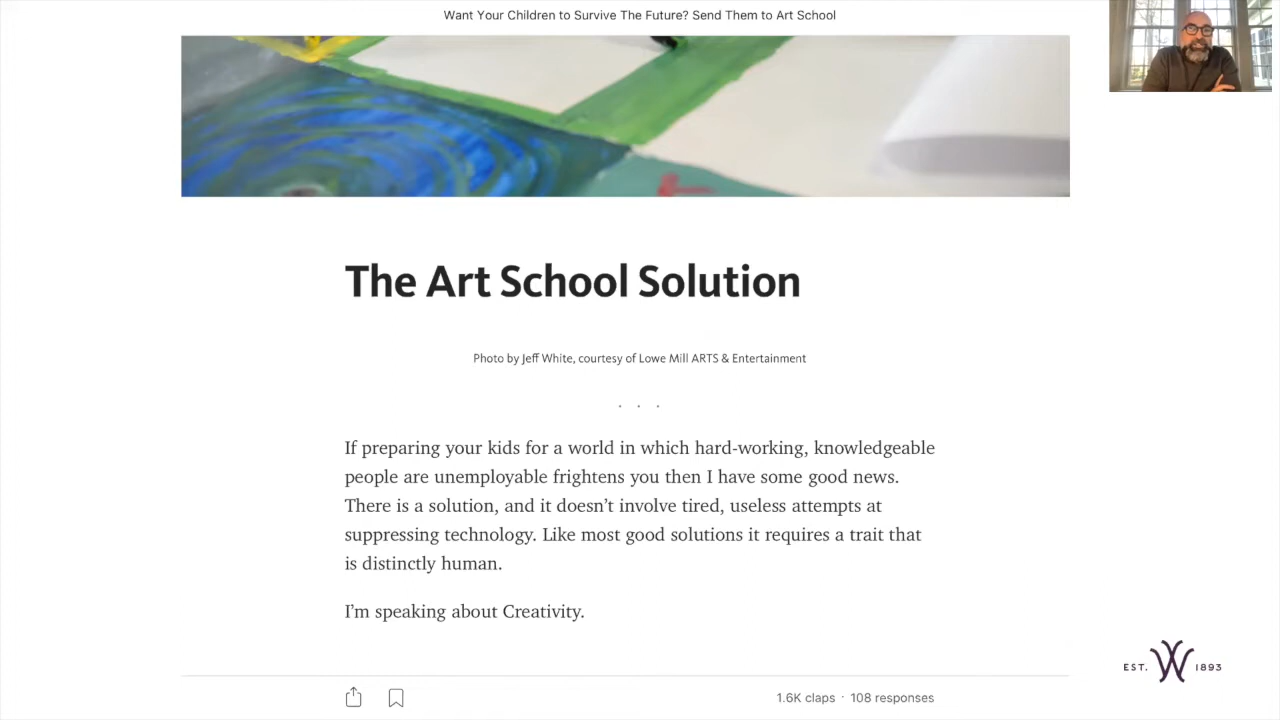 Want Your Children to Survive The Future? Send Them to Art School
The Art School Solution
Photo by Jeff White, courtesy of Lowe Mill ARTS & Entertainment
. . .
If preparing your kids for a world in which hard-working, knowledgeable
people are unemployable frightens you then I have some good news.
There is a solution, and it doesn’t involve tired, useless attempts at
suppressing technology. Like most good solutions it requires a trait that
is distinctly human.
I’m speaking about Creativity.
EST. W 1893
1.6K claps · 108 responses